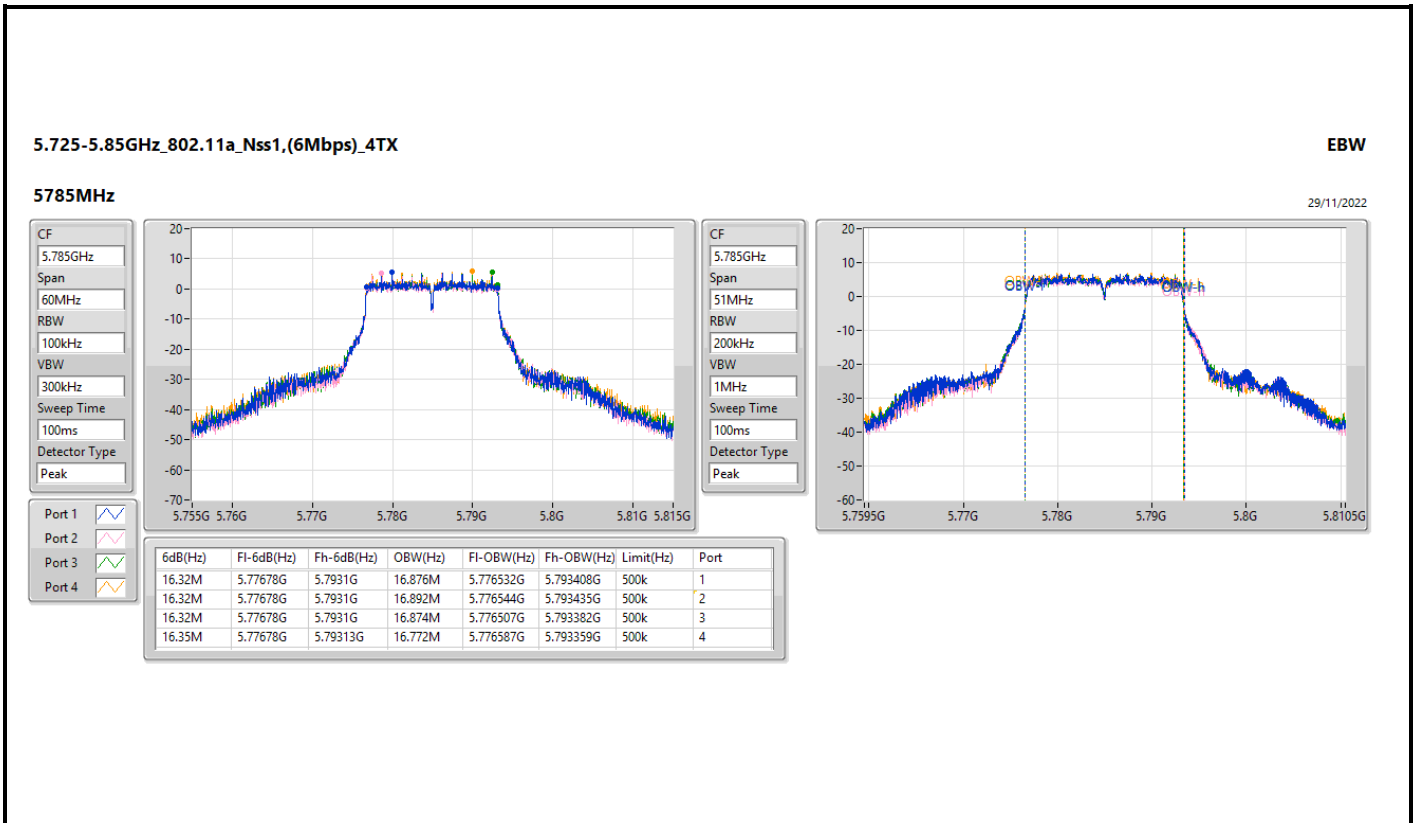 5.725-5.85GHz_802.11a_Nss1,(6Mbps)_4TX
EBW
5785MHz
29/11/2022
CF
5.785GHz
Span
60MHz
RBW
100kHz
VBW
300kHz
Sweep Time
100ms
Detector Type
Peak
20
10
0
-10
-20
-30
-40
-50
-60
-70
5.755G 5.76G 5.77G 5.78G 5.79G 5.8G 5.81G 5.815G
CF
5.785GHz
Span
51MHz
RBW
200kHz
VBW
1MHz
Sweep Time
100ms
Detector Type
Peak
20
10
0
-10
-20
-30
-40
-50
-60
OBW-h
5.7595G 5.77G 5.78G 5.79G 5.8G 5.8105G
Port 1
Port 2
Port 3
Port 4
6dB(Hz) Fl-6dB(Hz) Fh-6dB(Hz) OBW(Hz) Fl-OBW(Hz) Fh-OBW(Hz) Limit(Hz) Port
16.32M 5.77678G 5.7931G 16.876M 5.776532G 5.793408G 500k 1
16.32M 5.77678G 5.7931G 16.892M 5.776544G 5.793435G 500k 2
16.32M 5.77678G 5.7931G 16.874M 5.776507G 5.793382G 500k 3
16.35M 5.77678G 5.79313G 16.772M 5.776587G 5.793359G 500k 4